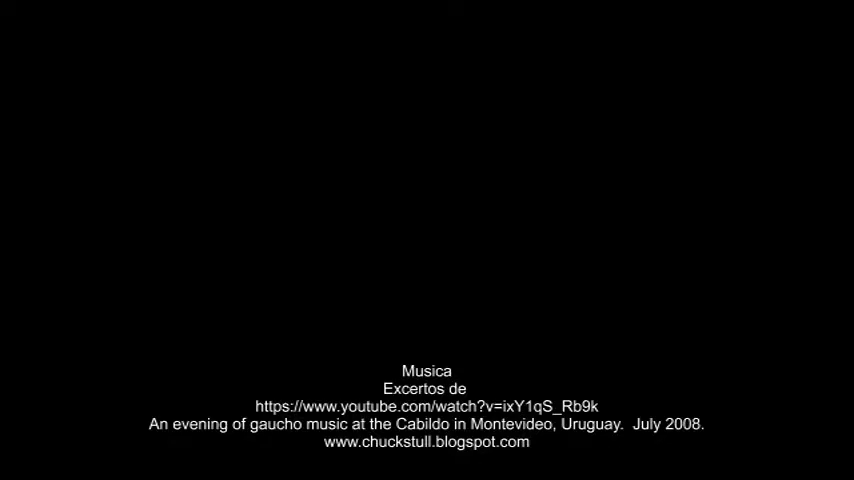 Musica
Excertos de
https://www.youtube.com/watch?v=ixY1qS_Rb9k
An evening of gaucho music at the Cabildo in Montevideo, Uruguay.  July 2008.
www.chuckstull.blogspot.com